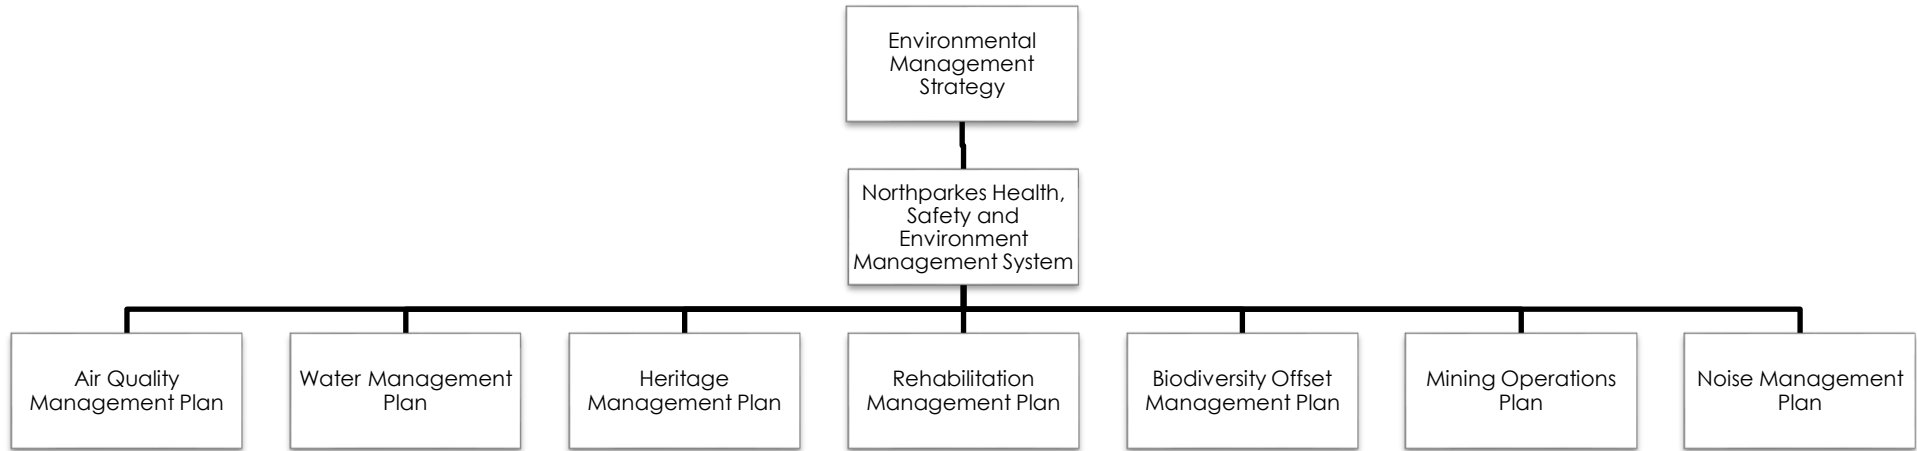 Environmental
Management
Strategy
Northparkes Health,
Safety and
Environment
Management System
Air Quality
Management Plan
Water Management
Plan
Heritage
Management Plan
Rehabilitation
Management Plan
Biodiversity Offset
Management Plan
Mining Operations
Plan
Noise Management
Plan